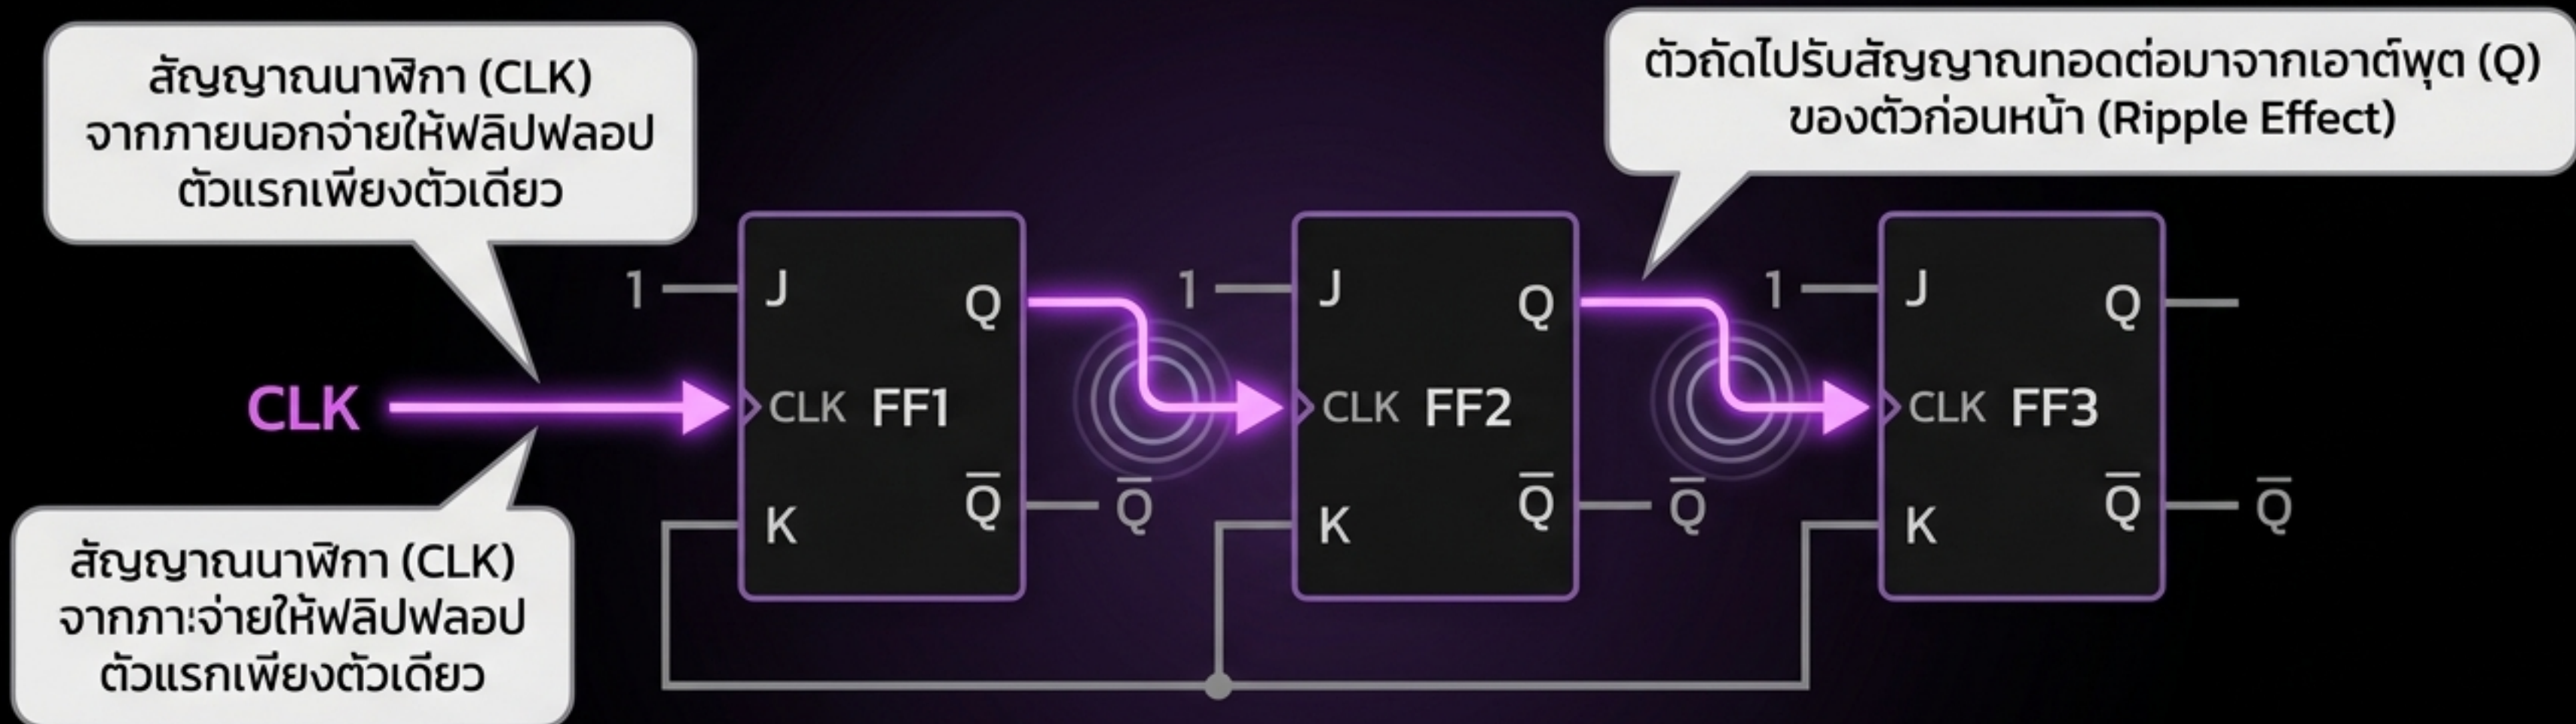 สัญญาณนาฬิกา (CLK)
จากภายนอกจ่ายให้ฟลิปฟลอป
ตัวแรกเพียงตัวเดียว
ตัวถัดไปรับสัญญาณทอดต่อมาจากเอาต์พุต (Q)
ของตัวก่อนหน้า (Ripple Effect)
CLK
1
J
Q
CLK FF1
K
Q̅
Q̅
1
J
Q
CLK FF2
K
Q̅
Q̅
1
J
Q
CLK FF3
K
Q̅
Q̅
สัญญาณนาฬิกา (CLK)
จากภาะจ่ายให้ฟลิปฟลอป
ตัวแรกเพียงตัวเดียว